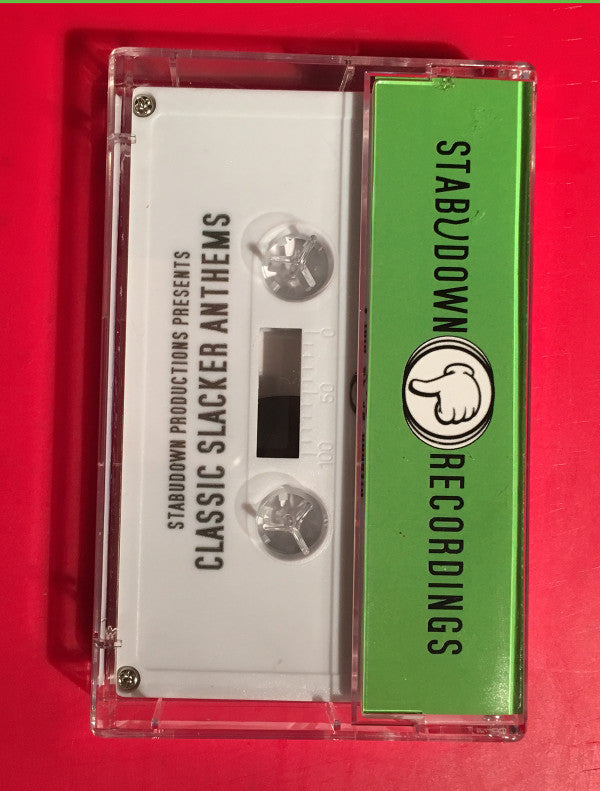 STABUDOWN PRODUCTIONS PRESENTS
CLASSIC SLACKER ANTHEMS
0
50
100
STABUDOWN
RECORDINGS